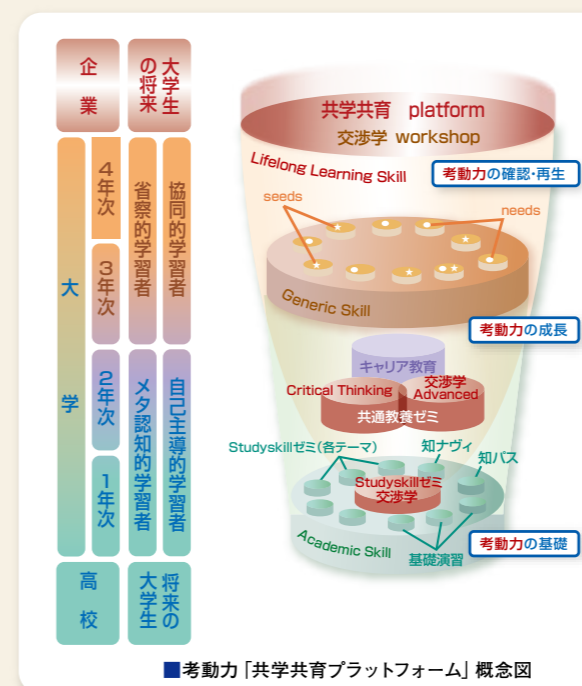 企業
大学生の将来
大学
4年次
3年次
2年次
1年次
省察的学習者
協同的学習者
メタ認知的学習者
自己主導的学習者
高校
将来の大学生
共学共育 platform
交渉学 workshop
Lifelong Learning Skill
考動力の確認・再生
seeds
needs
Generic Skill
考動力の成長
キャリア教育
Critical Thinking
交渉学
Advanced
共通教養ゼミ
Studyskillゼミ(各テーマ)
知ナヴィ
知パス
Studyskillゼミ
交渉学
Academic Skill
基礎演習
考動力の基礎
■考動力「共学共育プラットフォーム」概念図